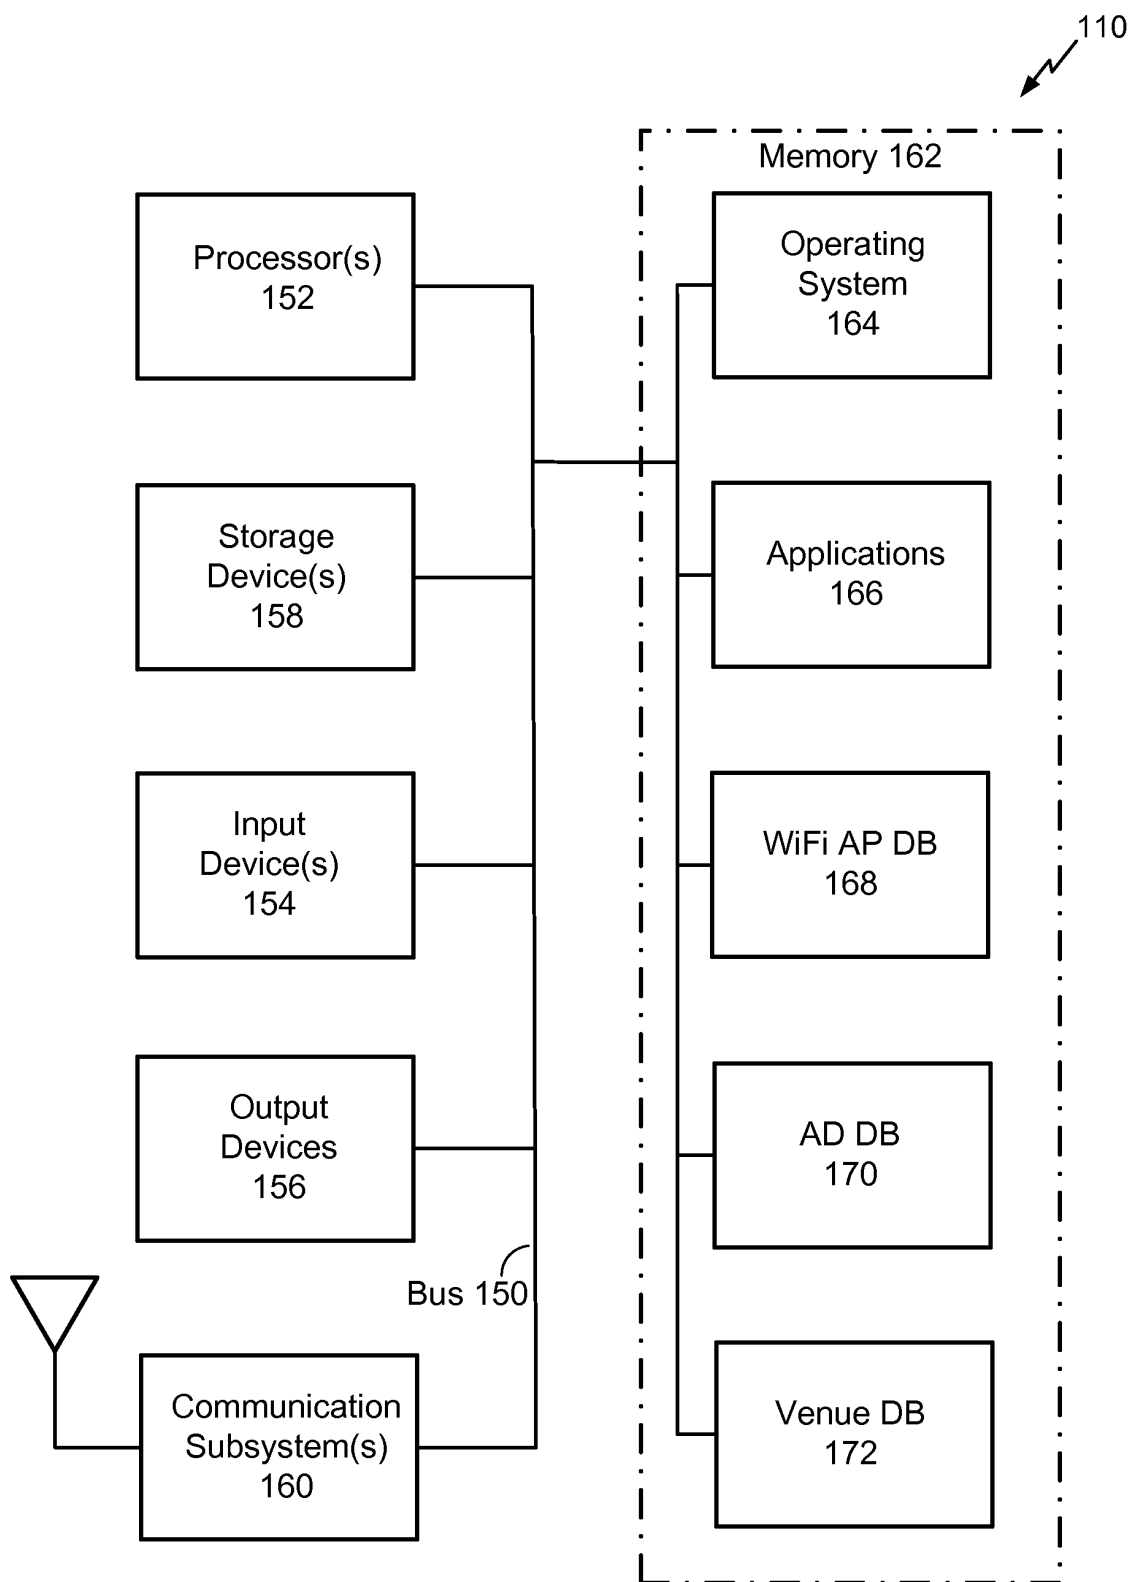 110
Memory 162
Processor(s)
152
Operating
System
164
Storage
Device(s)
158
Applications
166
Input
Device(s)
154
WiFi AP DB
168
Output
Devices
156
AD DB
170
Bus 150
Communication
Subsystem(s)
160
Venue DB
172